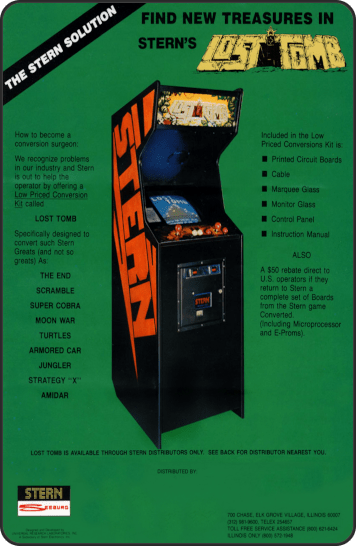 THE STERN SOLUTION
FIND NEW TREASURES IN
STERN'S LOST TOMB
How to become a
conversion surgeon:
We recognize problems
in our industry and Stern
is out to help the
operator by offering a
Low Priced Conversion
Kit called.
LOST TOMB
Specifically designed to
convert such Stern
Greats (and not so
greats) As:
THE END
SCRAMBLE
SUPER COBRA
MOON WAR
TURTLES
ARMORED CAR
JUNGLER
STRATEGY "X"
AMIDAR
STERN
STERN
Included in the Low
Priced Conversions Kit is:
■ Printed Circuit Boards
■ Cable
■ Marquee Glass
■ Monitor Glass
■ Control Panel
■ Instruction Manual
ALSO
A $50 rebate direct to
U.S. operators if they
return to Stern a
complete set of Boards
from the Stern game
Converted.
(Including Microprocessor
and E-Proms).
LOST TOMB IS AVAILABLE THROUGH STERN DISTRIBUTORS ONLY. SEE BACK FOR DISTRIBUTOR NEAREST YOU.
DISTRIBUTED BY
STERN
SEEBURG
700 CHASE, ELK GROVE VILLAGE, ILLINOIS 60007
TOLL FREE SERVICE ASSISTANCE
ILLINOIS ONLY